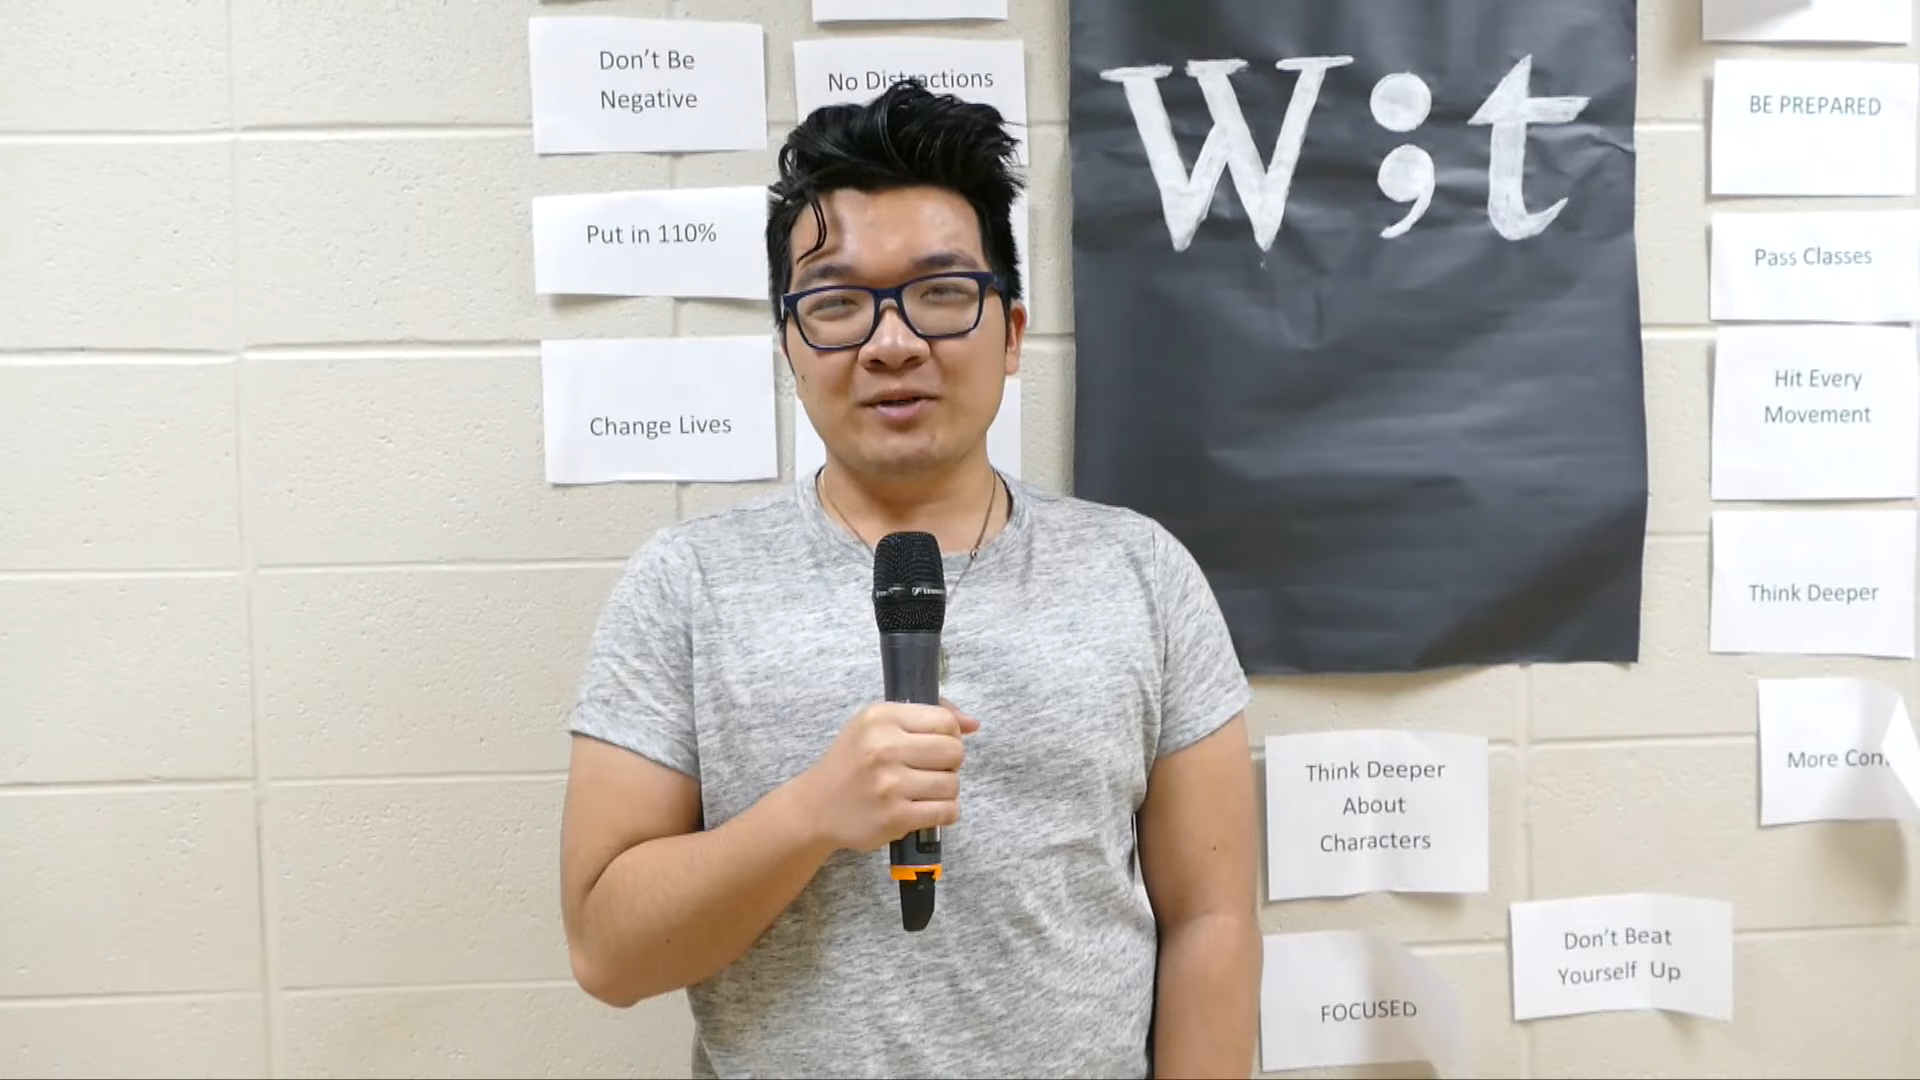 Don't Be
Negative
No Distractions
Put in 110%
Change Lives
W;t
BE PREPARED
Pass Classes
Hit Every
Movement
Think Deeper
More
Think Deeper
About
Characters
Don't Beat
Yourself Up
FOCUSED